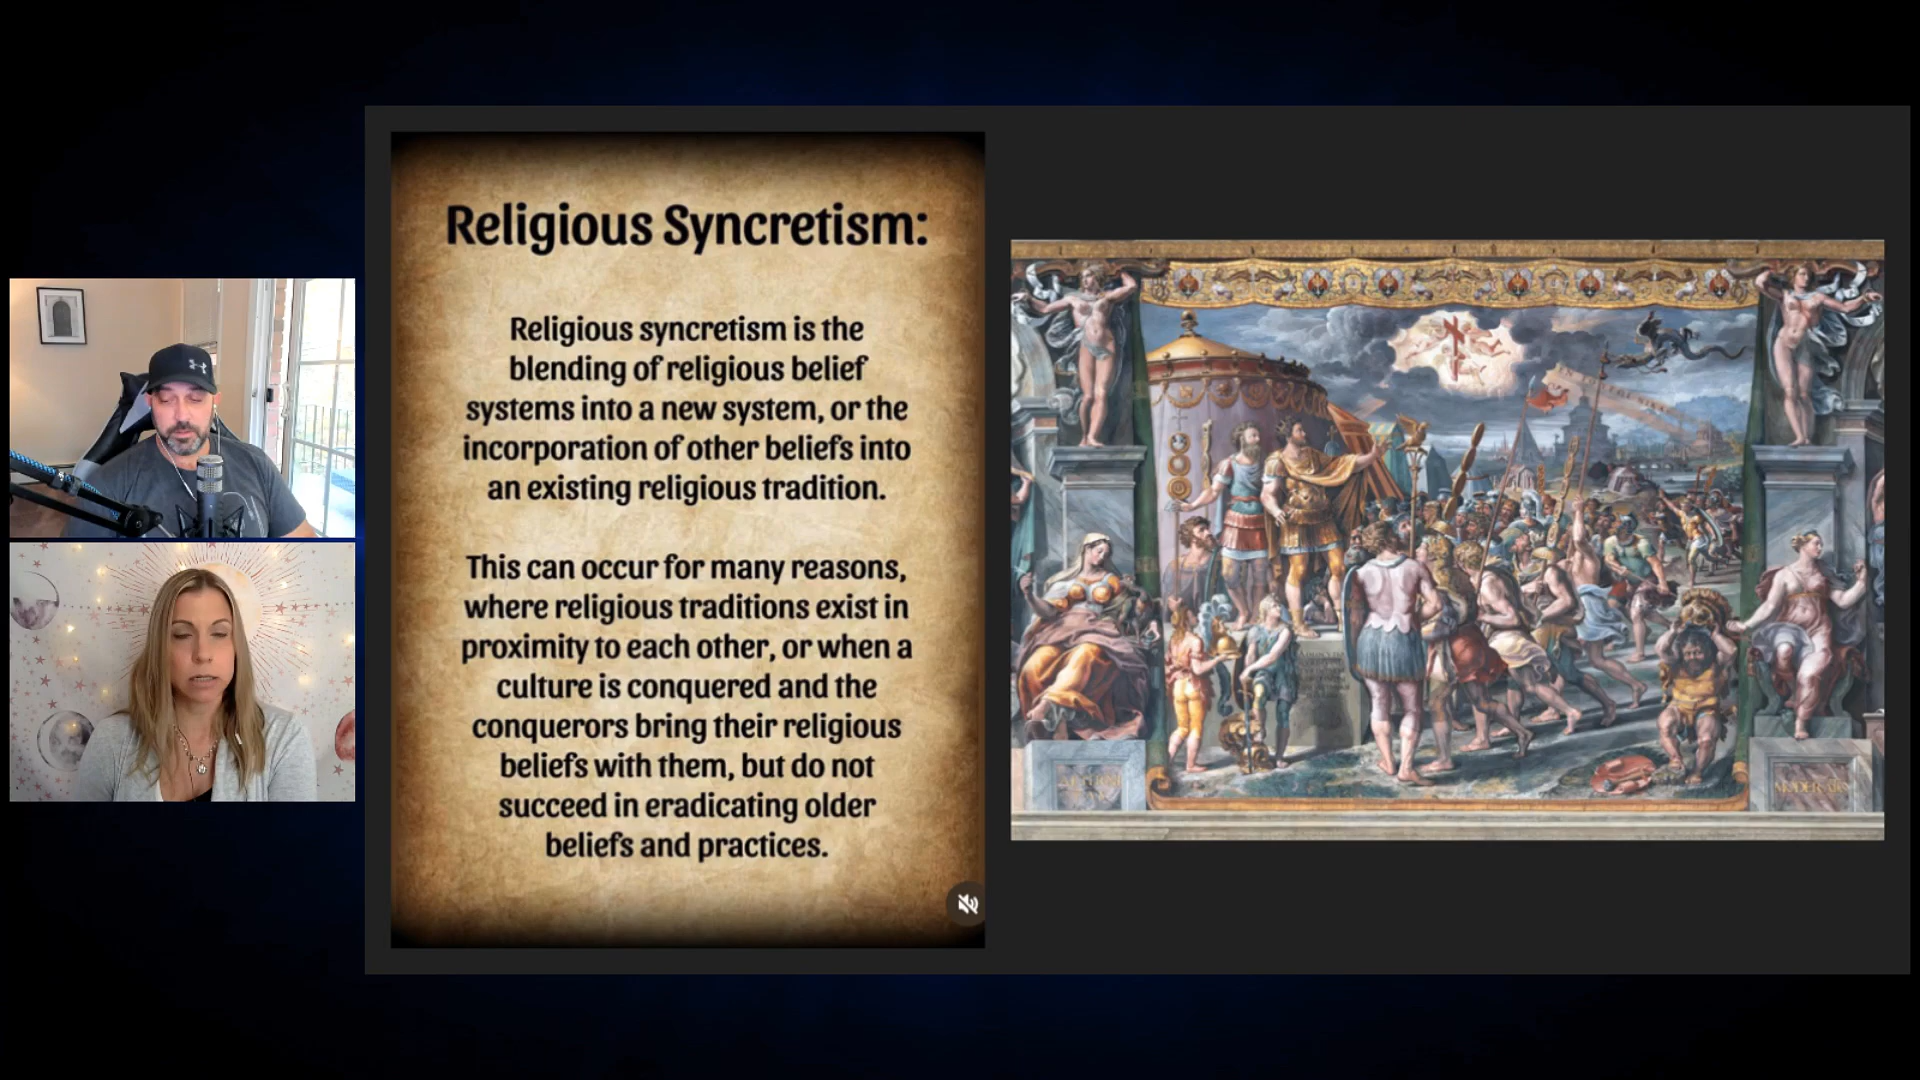 Religious Syncretism:
Religious syncretism is the
blending of religious belief
systems into a new system, or the
incorporation of other beliefs into
an existing religious tradition.
This can occur for many reasons,
where religious traditions exist in
proximity to each other, or when a
culture is conquered and the
conquerors bring their religious
beliefs with them, but do not
succeed in eradicating older
beliefs and practices.